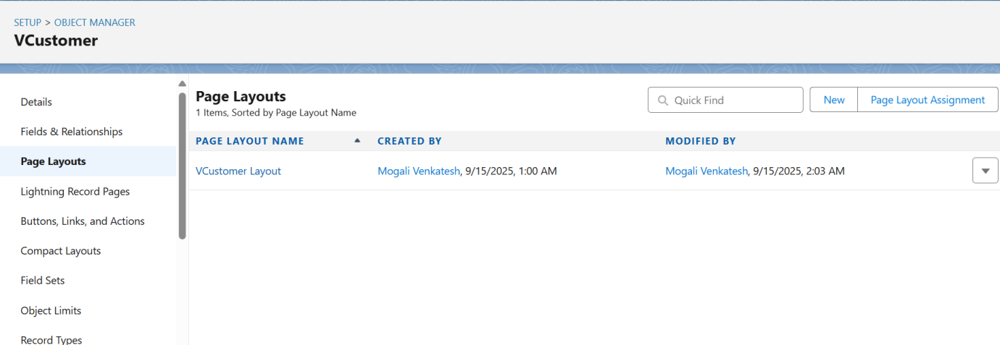 SETUP > OBJECT MANAGER
VCustomer
Details
Fields & Relationships
Page Layouts
Lightning Record Pages
Buttons, Links, and Actions
Compact Layouts
Field Sets
Object Limits
Record Types
Page Layouts
1 Items, Sorted by Page Layout Name
Quick Find
New
Page Layout Assignment
PAGE LAYOUT NAME CREATED BY MODIFIED BY
VCustomer Layout Mogali Venkatesh, 9/15/2025, 1:00 AM Mogali Venkatesh, 9/15/2025, 2:03 AM